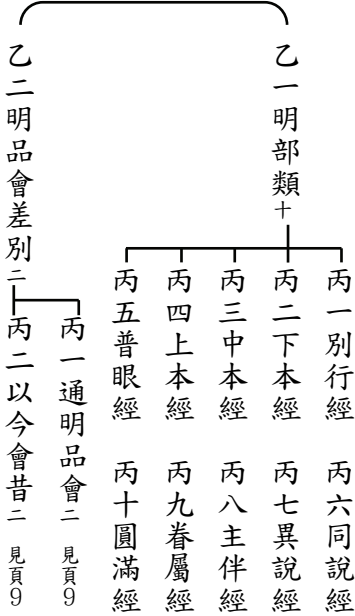 乙一明部類十
丙一別行經 丙六同說經
丙二下本經 丙七異說經
丙三中本經 丙八主伴經
丙四上本經 丙九眷屬經
丙五普眼經 丙十圓滿經
乙二明品會差別二
丙一通明品會二 見頁9
丙二以今會昔二 見頁9